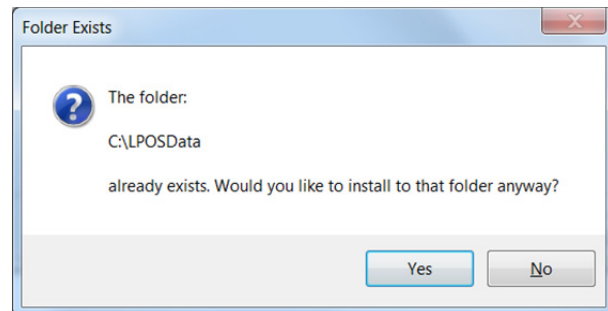 Folder Exists
The folder:
C:\LPOSData
already exists. Would you like to install to that folder anyway?
Yes
No